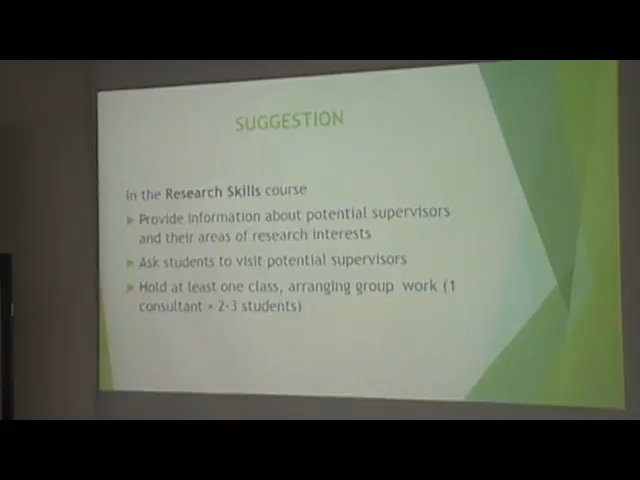 SUGGESTION
In the Research Skills course
Provide information about potential supervisors
and their areas of research interests
Ask students to visit potential supervisors
Hold at least one class, arranging group work (1
consultant + 2-3 students)